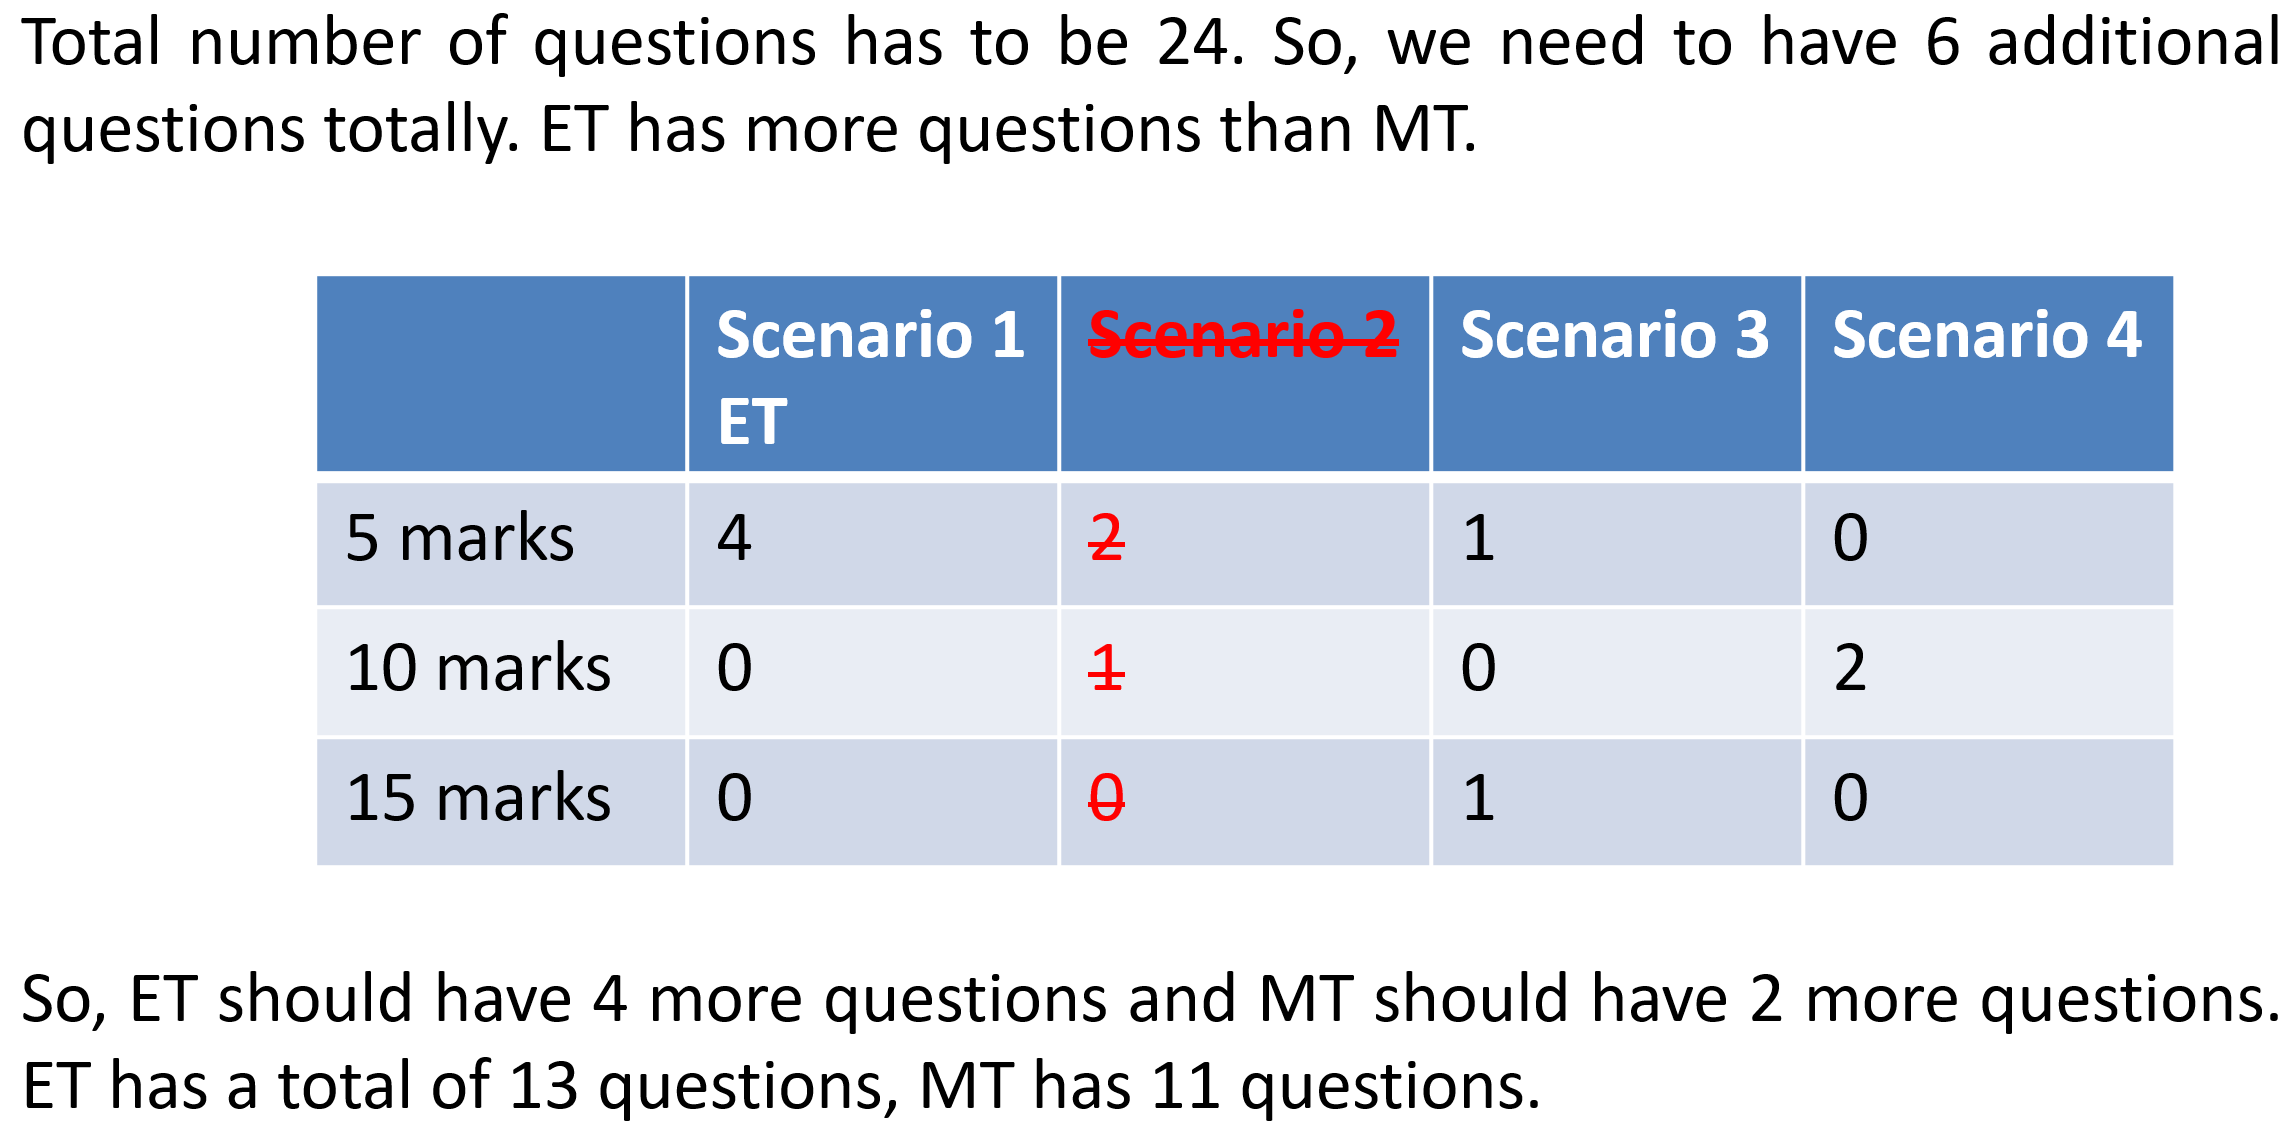 Total number of questions has to be 24. So, we need to have 6 additional
questions totally. ET has more questions than MT.
Scenario 1 ET Scenario 2 Scenario 3 Scenario 4
5 marks 4 2 1 0
10 marks 0 1 0 2
15 marks 0 0 1 0
So, ET should have 4 more questions and MT should have 2 more questions.
ET has a total of 13 questions, MT has 11 questions.